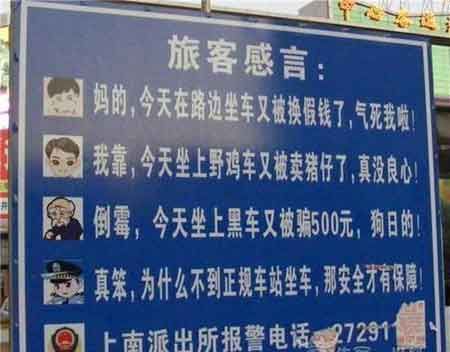 旅客感言：
妈的，今天在路边坐车又被换假钱了，气死我啦！
我靠，今天坐上野鸡车又被卖猪仔了，真没良心！
倒霉，今天坐上黑车又被骗500元，狗日的！
真笨，为什么不到正规车站坐车，那安全才有保障！
上南派出所报警电话 27291
中心客运